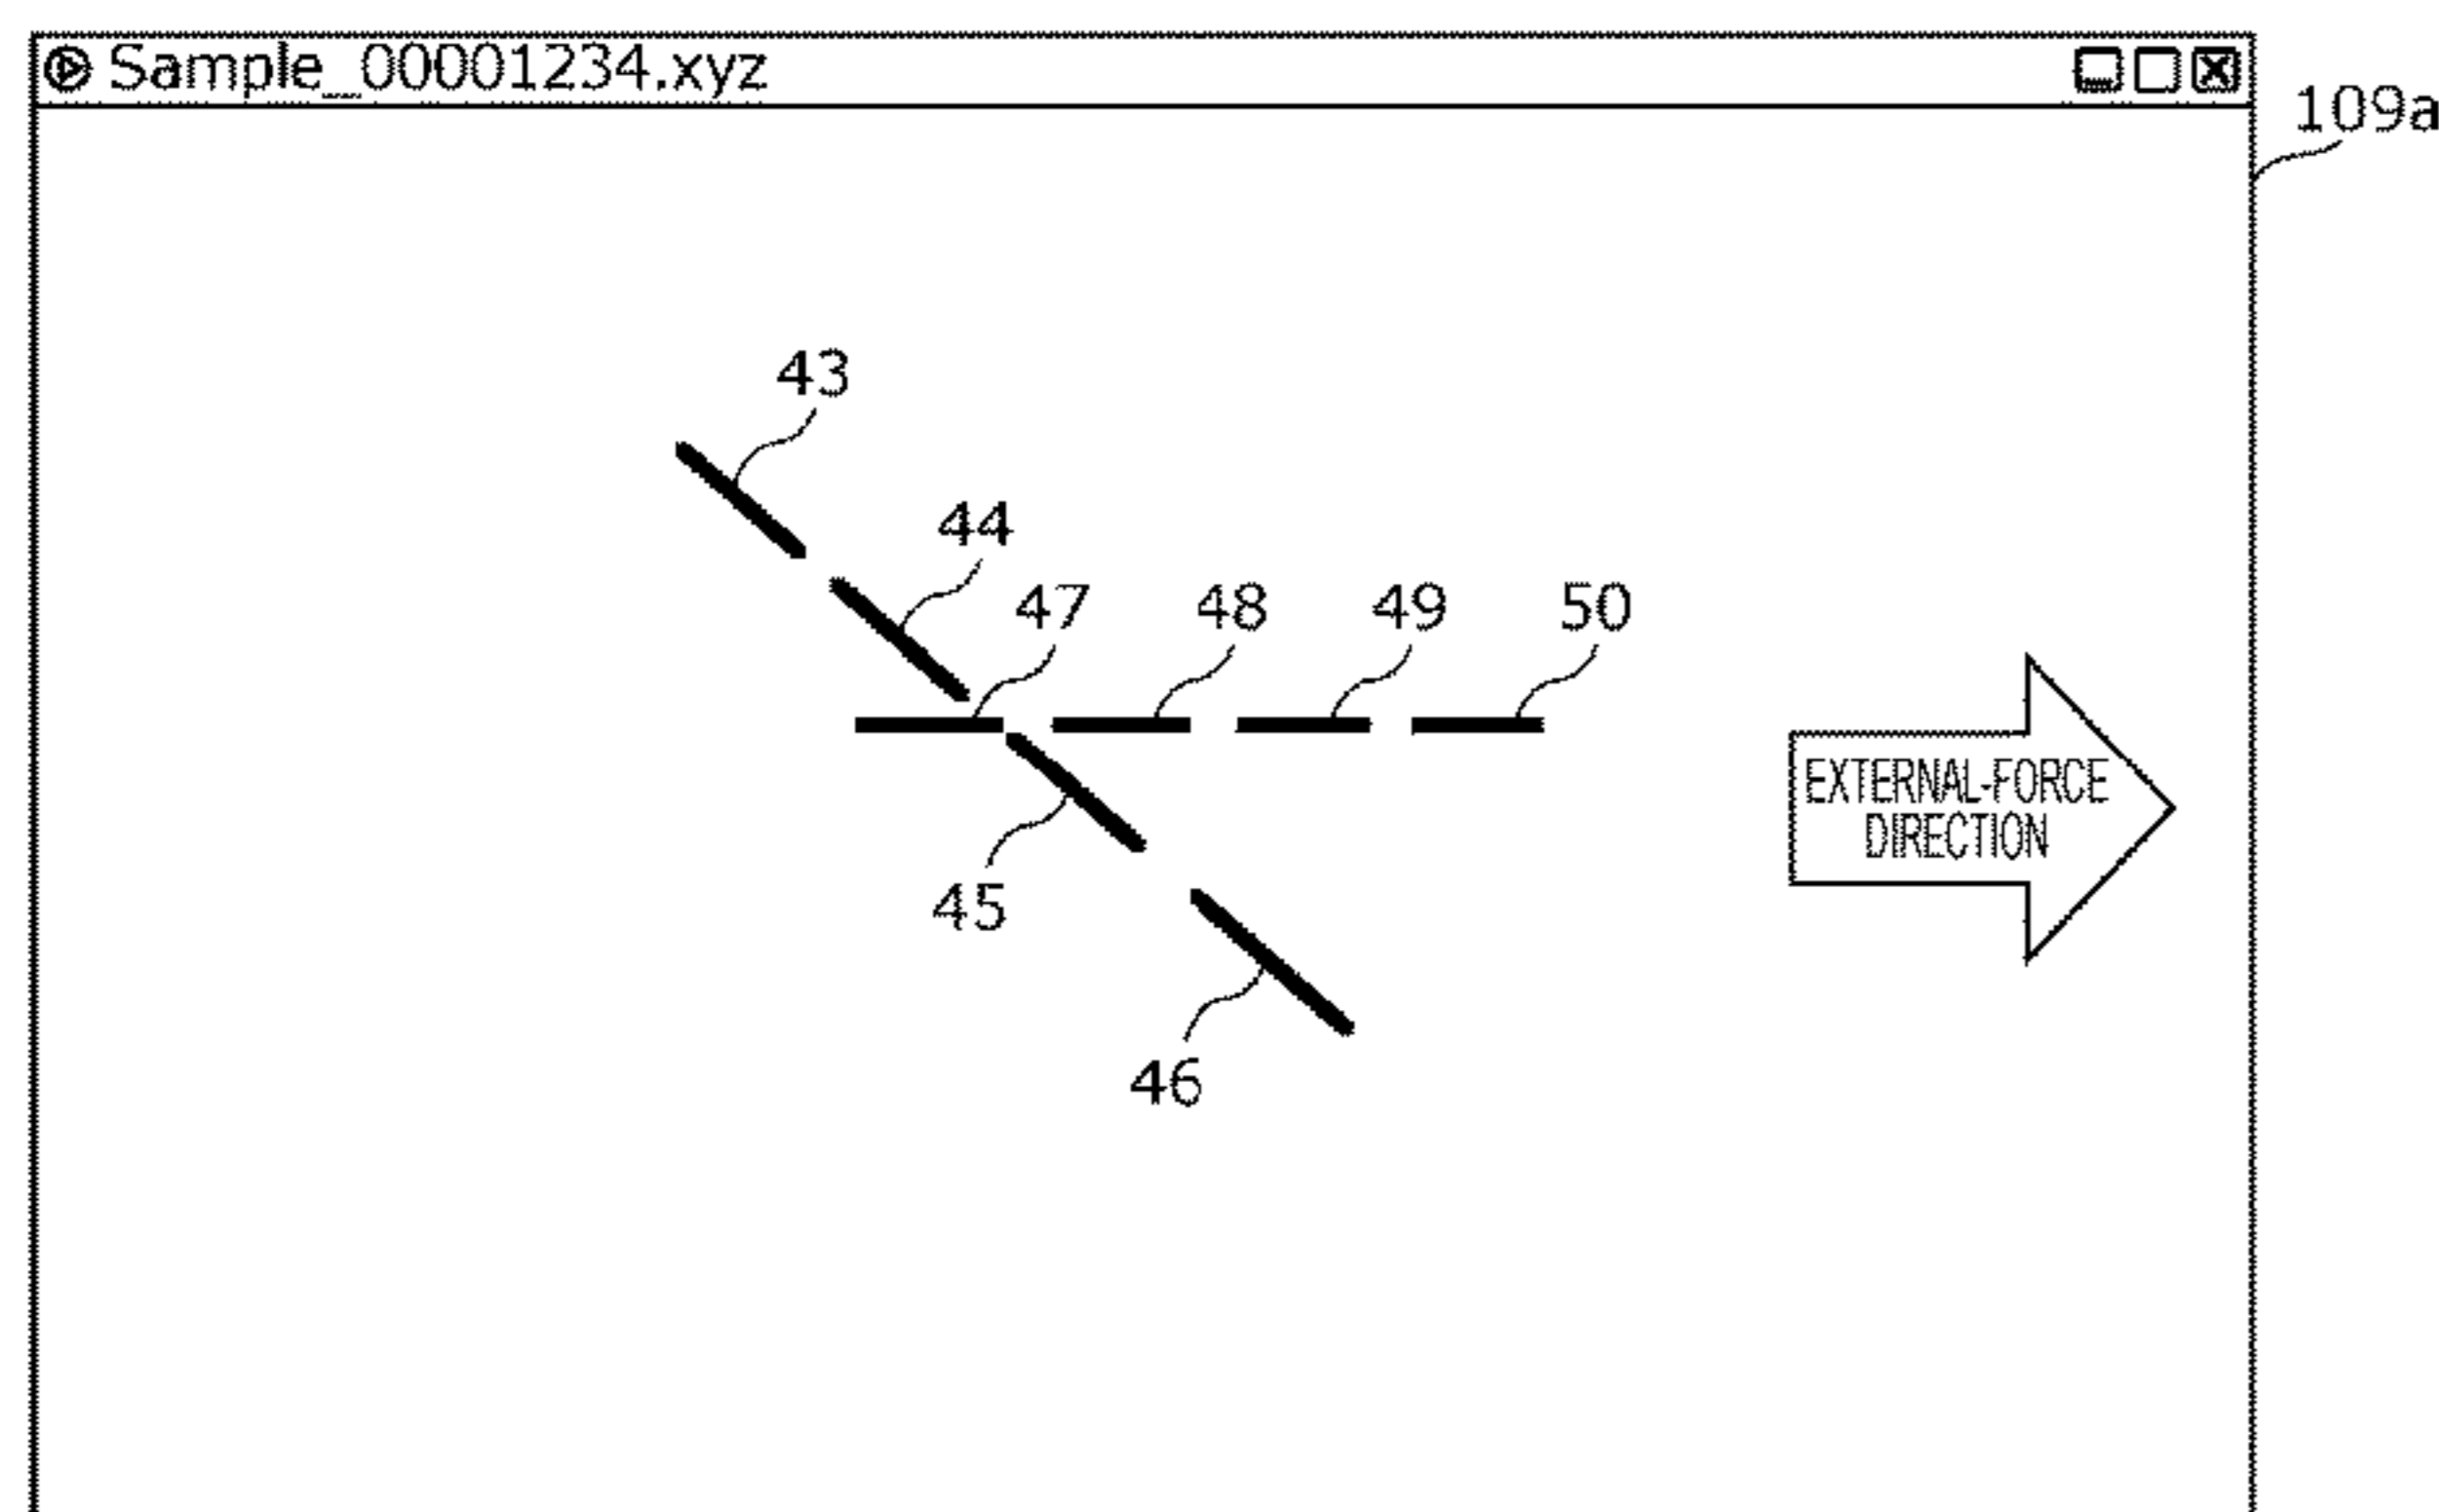 Sample_00001234.xyz
109a
43
44
47 48 49 50
EXTERNAL-FORCE
DIRECTION
45
46